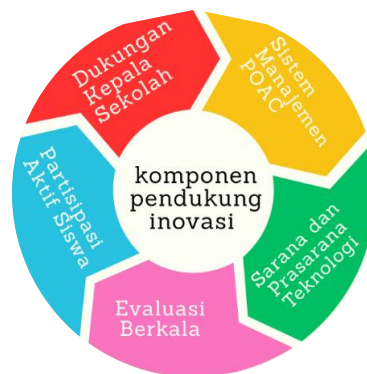 Dukungan
Kepala
Sekolah
Sistem
Manajemen
POAC
Sarana dan
Prasarana
Teknologi
Evaluasi
Berkala
Partisipasi
Aktif Siswa
komponen
pendukung
inovasi